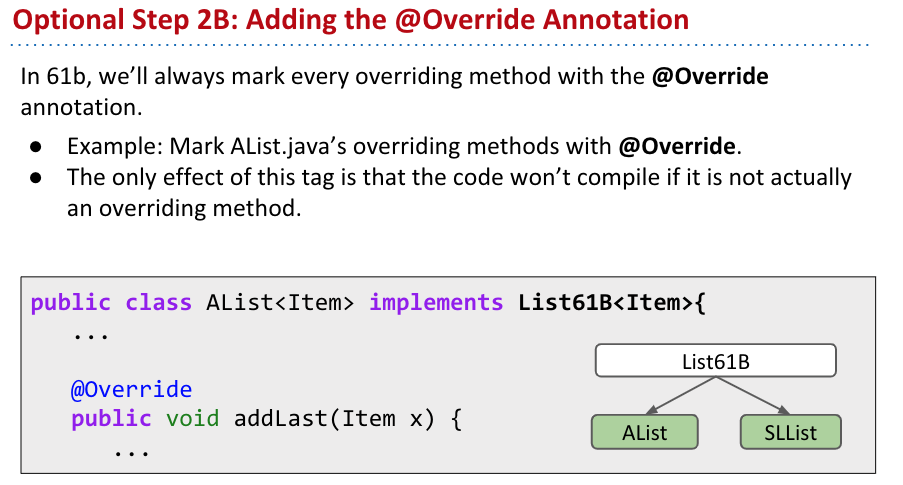 Optional Step 2B: Adding the @Override Annotation
In 61b, we’ll always mark every overriding method with the @Override
annotation.
● Example: Mark AList.java’s overriding methods with @Override.
● The only effect of this tag is that the code won’t compile if it is not actually
an overriding method.
public class AList<Item> implements List61B<Item>{
...
@Override
public void addLast(Item x) {
...
List61B
AList SLList